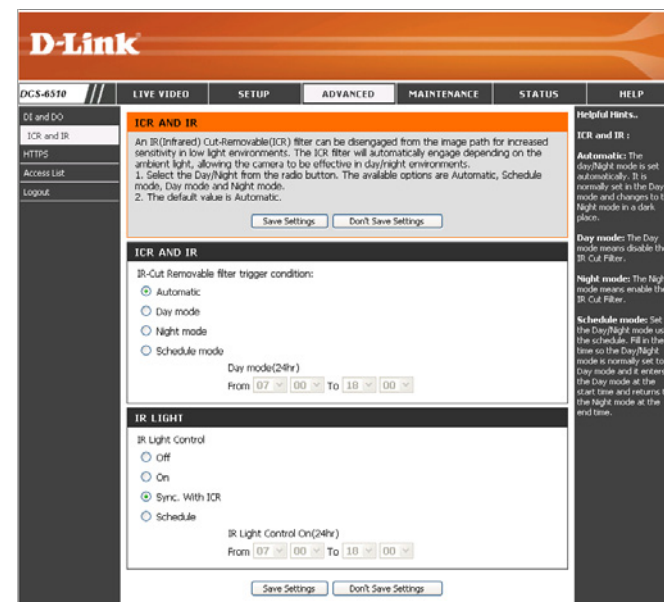 D-Link
DCS-6510
LIVE VIDEO
SETUP
ADVANCED
MAINTENANCE
STATUS
HELP
DI and DO
ICR and IR
HTTPS
Access List
Logout
ICR AND IR
An IR(Infrared) Cut-Removable(ICR) filter can be disengaged from the image path for increased
sensitivity in low light environments. The ICR filter will automatically engage depending on the
ambient light, allowing the camera to be effective in day/night environments.
1. Select the Day/Night from the radio button. The available options are Automatic, Schedule
mode, Day mode and Night mode.
2. The default value is Automatic.
Save Settings Don't Save Settings
ICR AND IR
IR-Cut Removable filter trigger condition:
Automatic
Day mode
Night mode
Schedule mode
Day mode(24hr)
From 07 00 To 18 00
IR LIGHT
IR Light Control
Off
On
Sync. With ICR
Schedule
IR Light Control On(24hr)
From 07 00 To 18 00
Save Settings Don't Save Settings
Helpful Hints..
ICR and IR :
Automatic: The
day/Night mode is set
automatically. It is
normally set in the Day
mode and changes to
Night mode in a dark
place.
Day mode: The Day
mode means disable
IR Cut Filter.
Night mode: The
mode means enable
IR Cut Filter.
Schedule mode: Set
the Day/Night mode
the schedule. Fill in the
time so the Day/Night
mode is normally set to
Day mode and it enters
the Day mode at the
start time and returns
the Night mode at the
end time.